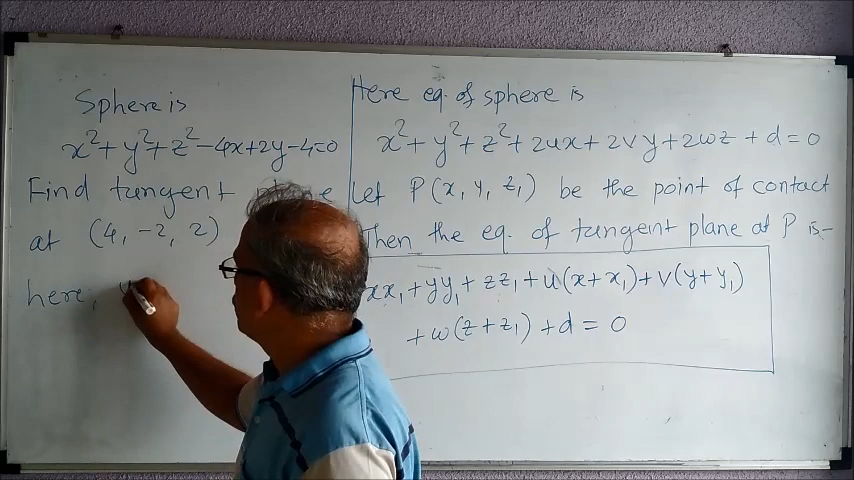 Sphere is
x²+y²+z²-4x+2y-4=0
Find tangent plane
at (4, -2, 2)
here,
Here eq. of sphere is
x²+y²+z²+2ux+2vy+2wz+d=0
Let P(x, y, z₁) be the point of contact
Then the eq. of tangent plane at P is-
xx₁+yy₁+zz₁+u(x+x₁)+v(y+y₁)
+w(z+z₁)+d=0